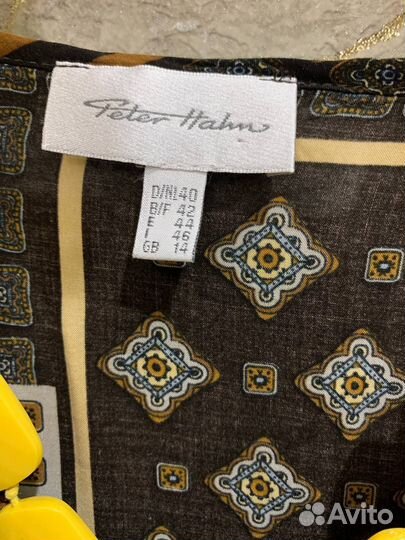 Peter Hahn
D/NL 40
B/F 42
E 44
I 46
GB 14
Avito